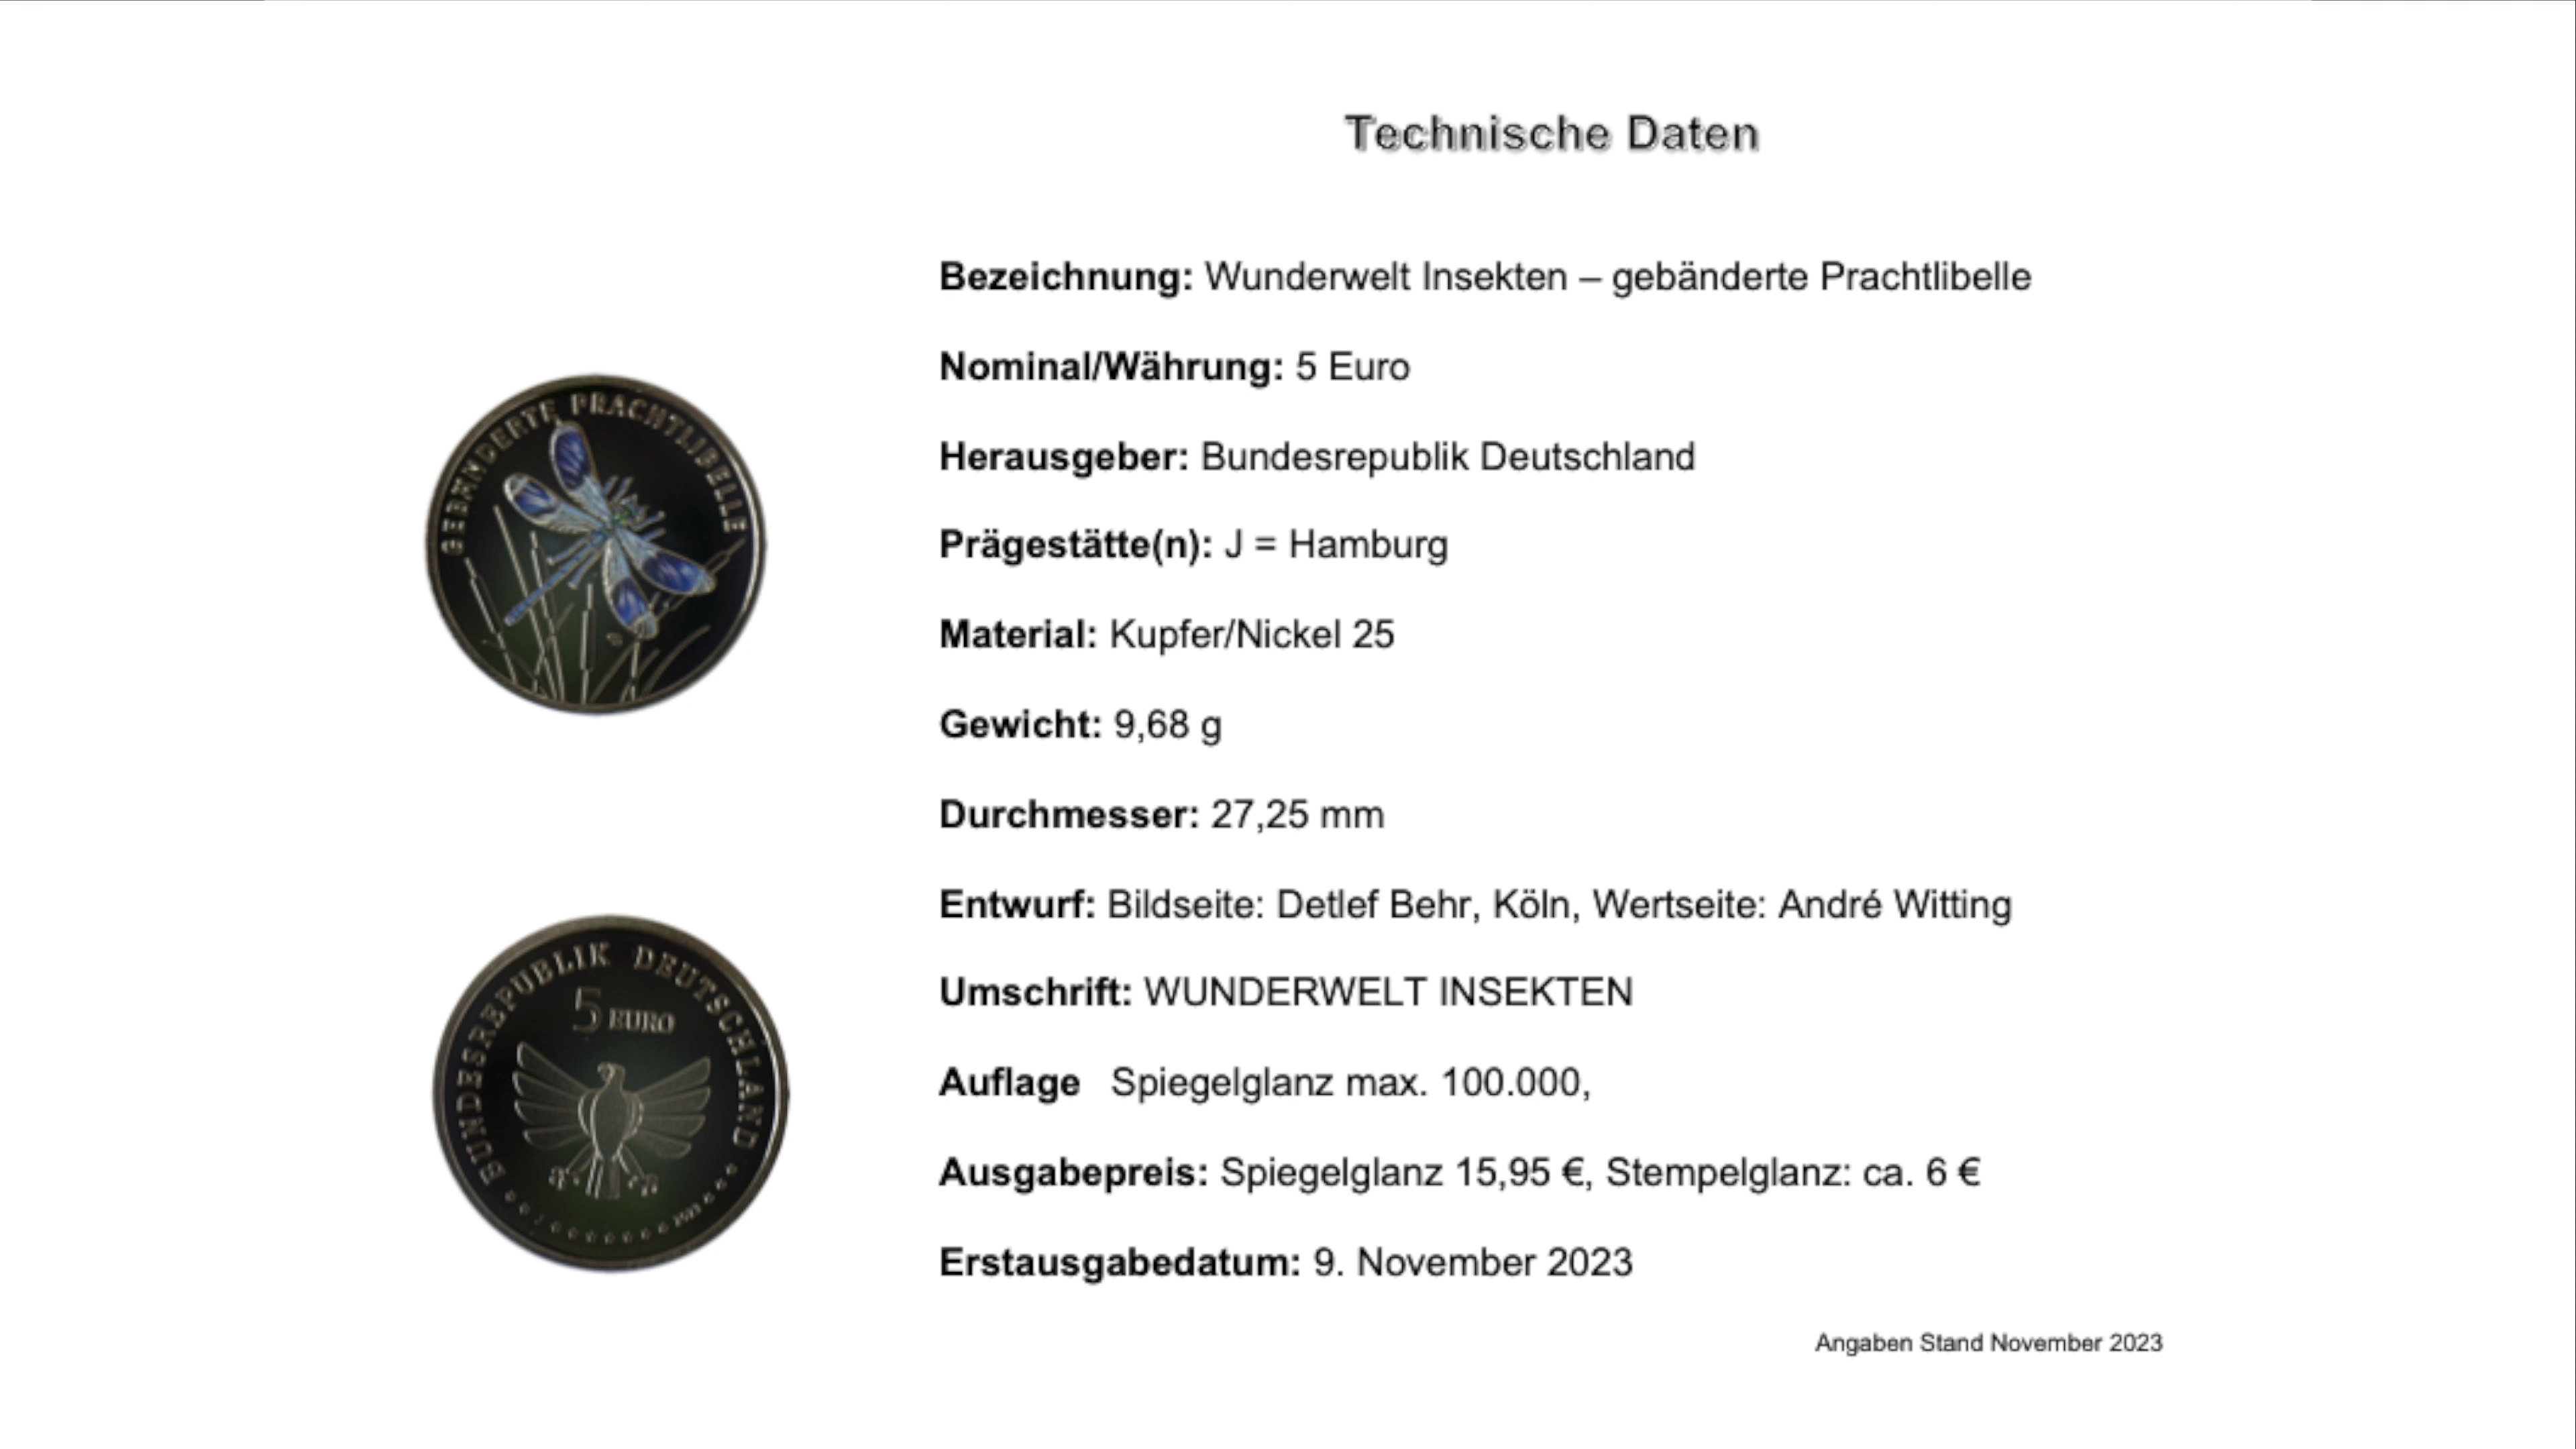 Technische Daten
GEBÄNDERTE PRACHTLIBELLE
Bezeichnung: Wunderwelt Insekten – gebänderte Prachtlibelle
Nominal/Währung: 5 Euro
Herausgeber: Bundesrepublik Deutschland
Prägestätte(n): J = Hamburg
Material: Kupfer/Nickel 25
Gewicht: 9,68 g
Durchmesser: 27,25 mm
BUNDESREPUBLIK DEUTSCHLAND
5 EURO
2023
Entwurf: Bildseite: Detlef Behr, Köln, Wertseite: André Witting
Umschrift: WUNDERWELT INSEKTEN
Auflage Spiegelglanz max. 100.000,
Ausgabepreis: Spiegelglanz 15,95 €, Stempelglanz: ca. 6 €
Erstausgabedatum: 9. November 2023
Angaben Stand November 2023